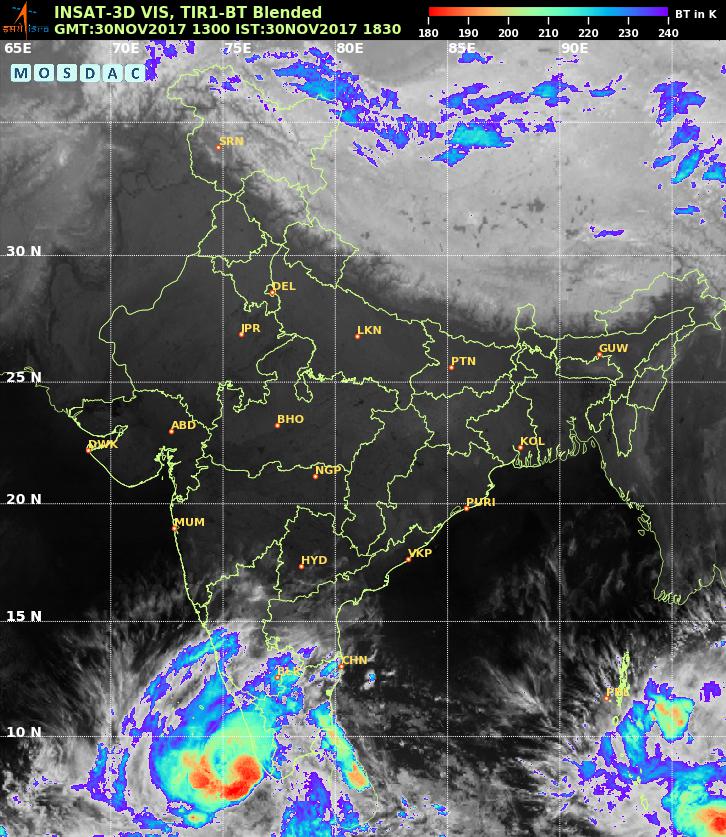 INSAT-3D VIS, TIR1-BT Blended
GMT:30NOV2017 1300 IST:30NOV2017 1830
BT in K
180 190 200 210 220 230 240
65E 70E 75E 80E 85E 90E
MOSDAC
SRN
30 N
DEL
JPR LKN
GUW
PTN
25 N
ABD BHO
DWK KOL
NGP
20 N
PURI
MUM
VKP
HYD
15 N
CHN
BLR
PBL
10 N